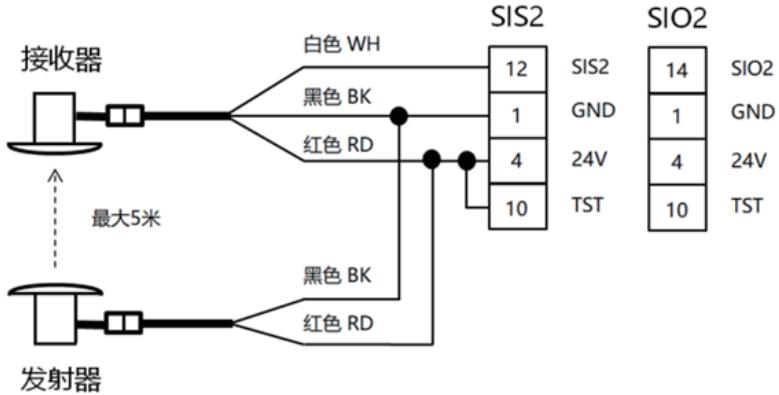 SIS2 SIO2
接收器
白色 WH
12 SIS2 14 SIO2
黑色 BK
1 GND 1 GND
红色 RD
4 24V 4 24V
10 TST 10 TST
最大5米
黑色 BK
红色 RD
发射器